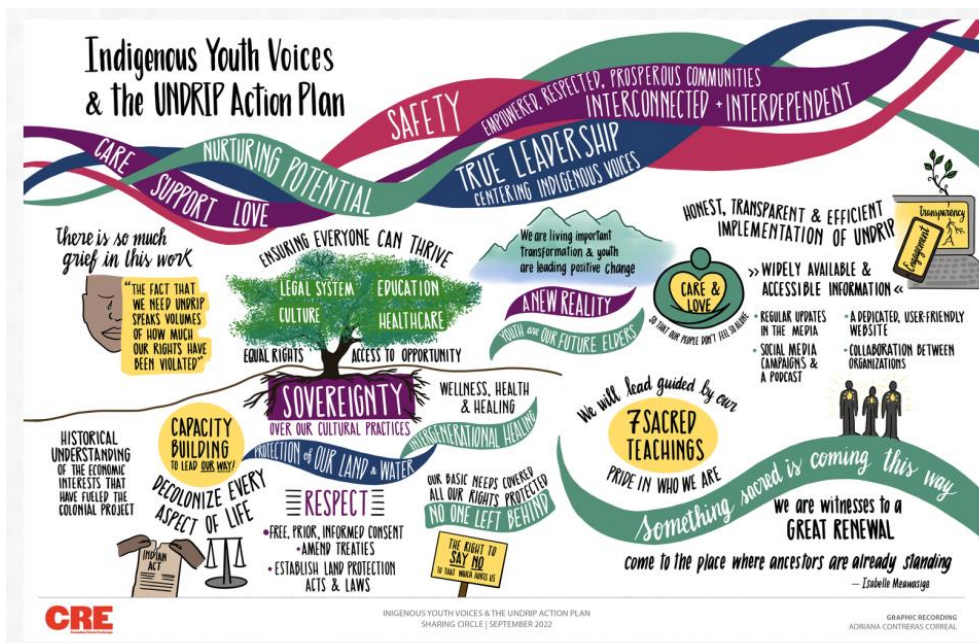 Indigenous Youth Voices
& the UNDRIP Action Plan
CARE
SUPPORT LOVE
NURTURING POTENTIAL
SAFETY
EMPOWERED, RESPECTED, PROSPEROUS COMMUNITIES
INTERCONNECTED + INTERDEPENDENT
TRUE LEADERSHIP
CENTERING INDIGENOUS VOICES
There is so much
grief in this work
"THE FACT THAT
WE NEED UNDRIP
SPEAKS VOLUMES
OF HOW MUCH
OUR RIGHTS HAVE
BEEN VIOLATED"
ENSURING EVERYONE CAN THRIVE
LEGAL SYSTEM
EDUCATION
CULTURE
HEALTHCARE
EQUAL RIGHTS
ACCESS TO OPPORTUNITY
We are living important
Transformation & youth
are leading positive change
A NEW REALITY
YOUTH are OUR FUTURE ELDERS
CARE &
LOVE
SO THAT OUR PEOPLE DON'T FEEL SO ALONE
HONEST, TRANSPARENT & EFFICIENT
IMPLEMENTATION OF UNDRIP
Transparency
Engagement
» WIDELY AVAILABLE &
ACCESSIBLE INFORMATION «
• REGULAR UPDATES
IN THE MEDIA
• SOCIAL MEDIA
CAMPAIGNS &
A PODCAST
• A DEDICATED, USER-FRIENDLY
WEBSITE
• COLLABORATION BETWEEN
ORGANIZATIONS
SOVEREIGNTY
OVER OUR CULTURAL PRACTICES
WELLNESS, HEALTH
& HEALING
INTERGENERATIONAL HEALING
PROTECTION of OUR LAND & WATER
HISTORICAL
UNDERSTANDING
OF THE ECONOMIC
INTERESTS THAT
HAVE FUELED THE
COLONIAL PROJECT
CAPACITY
BUILDING
TO LEAD OUR WAY!
DECOLONIZE EVERY
ASPECT OF LIFE
INDIAN
ACT
RESPECT
• FREE, PRIOR, INFORMED CONSENT
• AMEND TREATIES
• ESTABLISH LAND PROTECTION
ACTS & LAWS
OUR BASIC NEEDS COVERED
ALL OUR RIGHTS PROTECTED
NO ONE LEFT BEHIND
THE RIGHT TO
SAY NO
TO THAT WHICH HURTS US
We will lead guided by our
7 SACRED
TEACHINGS
PRIDE IN WHO WE ARE
Something sacred is coming this way
we are witnesses to a
GREAT RENEWAL
come to the place where ancestors are already standing
— Isabelle Meawasige
CRE
INIGENOUS YOUTH VOICES & THE UNDRIP ACTION PLAN
SHARING CIRCLE | SEPTEMBER 2022
GRAPHIC RECORDING
ADRIANA CONTRERAS CORREAL